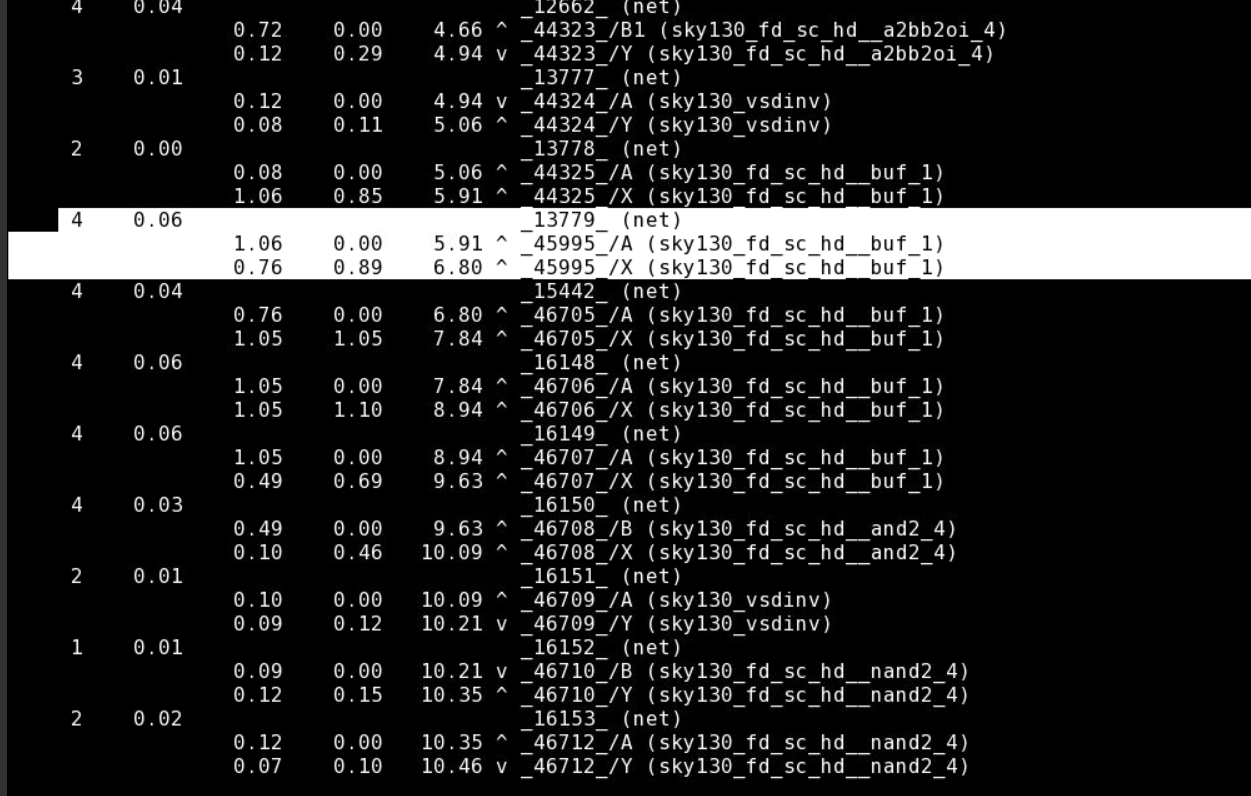 4 0.04 _12662_ (net)
0.72 0.00 4.66 ^ _44323_/B1 (sky130_fd_sc_hd__a2bb2oi_4)
0.12 0.29 4.94 v _44323_/Y (sky130_fd_sc_hd__a2bb2oi_4)
3 0.01 _13777_ (net)
0.12 0.00 4.94 v _44324_/A (sky130_vsdinv)
0.08 0.11 5.06 ^ _44324_/Y (sky130_vsdinv)
2 0.00 _13778_ (net)
0.08 0.00 5.06 ^ _44325_/A (sky130_fd_sc_hd__buf_1)
1.06 0.85 5.91 ^ _44325_/X (sky130_fd_sc_hd__buf_1)
4 0.06 _13779_ (net)
1.06 0.00 5.91 ^ _45995_/A (sky130_fd_sc_hd__buf_1)
0.76 0.89 6.80 ^ _45995_/X (sky130_fd_sc_hd__buf_1)
4 0.04 _15442_ (net)
0.76 0.00 6.80 ^ _46705_/A (sky130_fd_sc_hd__buf_1)
1.05 1.05 7.84 ^ _46705_/X (sky130_fd_sc_hd__buf_1)
4 0.06 _16148_ (net)
1.05 0.00 7.84 ^ _46706_/A (sky130_fd_sc_hd__buf_1)
1.05 1.10 8.94 ^ _46706_/X (sky130_fd_sc_hd__buf_1)
4 0.06 _16149_ (net)
1.05 0.00 8.94 ^ _46707_/A (sky130_fd_sc_hd__buf_1)
0.49 0.69 9.63 ^ _46707_/X (sky130_fd_sc_hd__buf_1)
4 0.03 _16150_ (net)
0.49 0.00 9.63 ^ _46708_/B (sky130_fd_sc_hd__and2_4)
0.10 0.46 10.09 ^ _46708_/X (sky130_fd_sc_hd__and2_4)
2 0.01 _16151_ (net)
0.10 0.00 10.09 ^ _46709_/A (sky130_vsdinv)
0.09 0.12 10.21 v _46709_/Y (sky130_vsdinv)
1 0.01 _16152_ (net)
0.09 0.00 10.21 v _46710_/B (sky130_fd_sc_hd__nand2_4)
0.12 0.15 10.35 ^ _46710_/Y (sky130_fd_sc_hd__nand2_4)
2 0.02 _16153_ (net)
0.12 0.00 10.35 ^ _46712_/A (sky130_fd_sc_hd__nand2_4)
0.07 0.10 10.46 v _46712_/Y (sky130_fd_sc_hd__nand2_4)